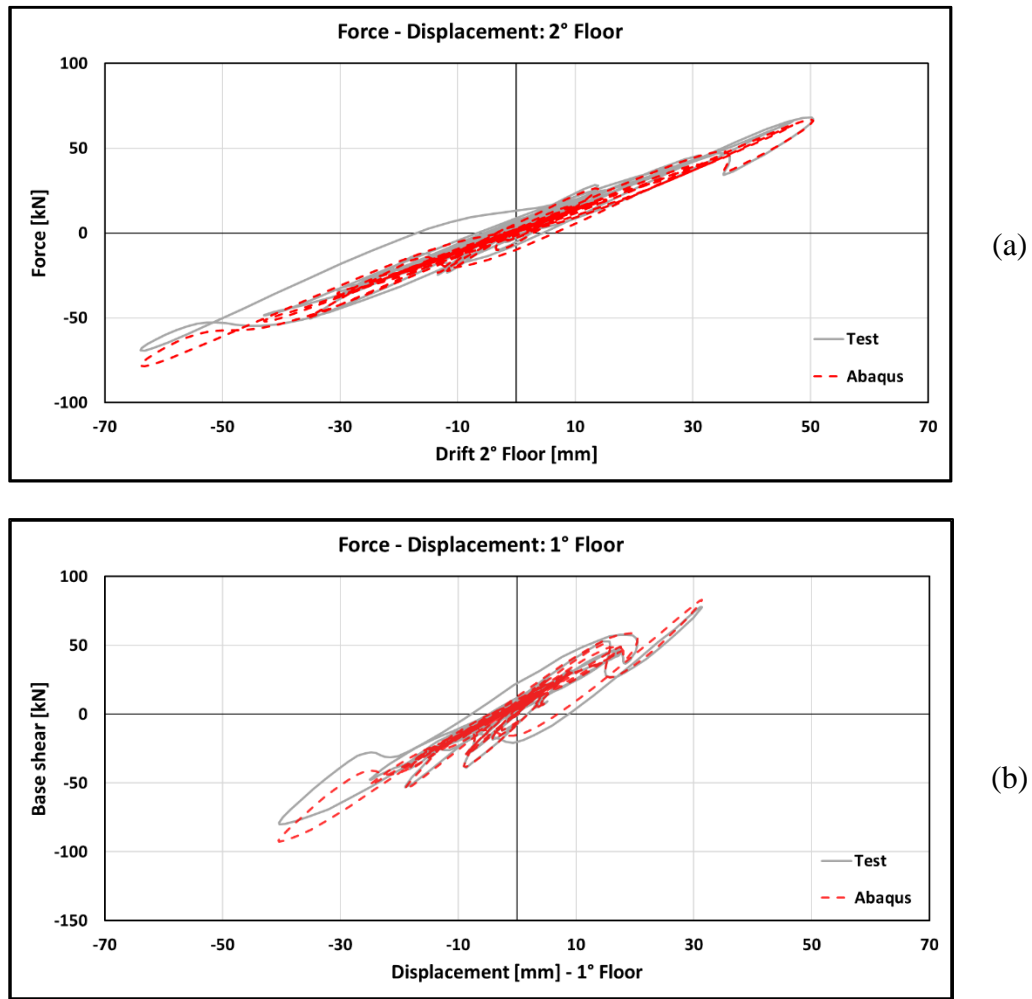 Force - Displacement: 2° Floor
100
50
0
-50
-100
Force [kN]
-70 -50 -30 -10 10 30 50 70
Drift 2° Floor [mm]
Test
Abaqus
(a)
Force - Displacement: 1° Floor
100
50
0
-50
-100
-150
Base shear [kN]
-70 -50 -30 -10 10 30 50 70
Displacement [mm] - 1° Floor
Test
Abaqus
(b)